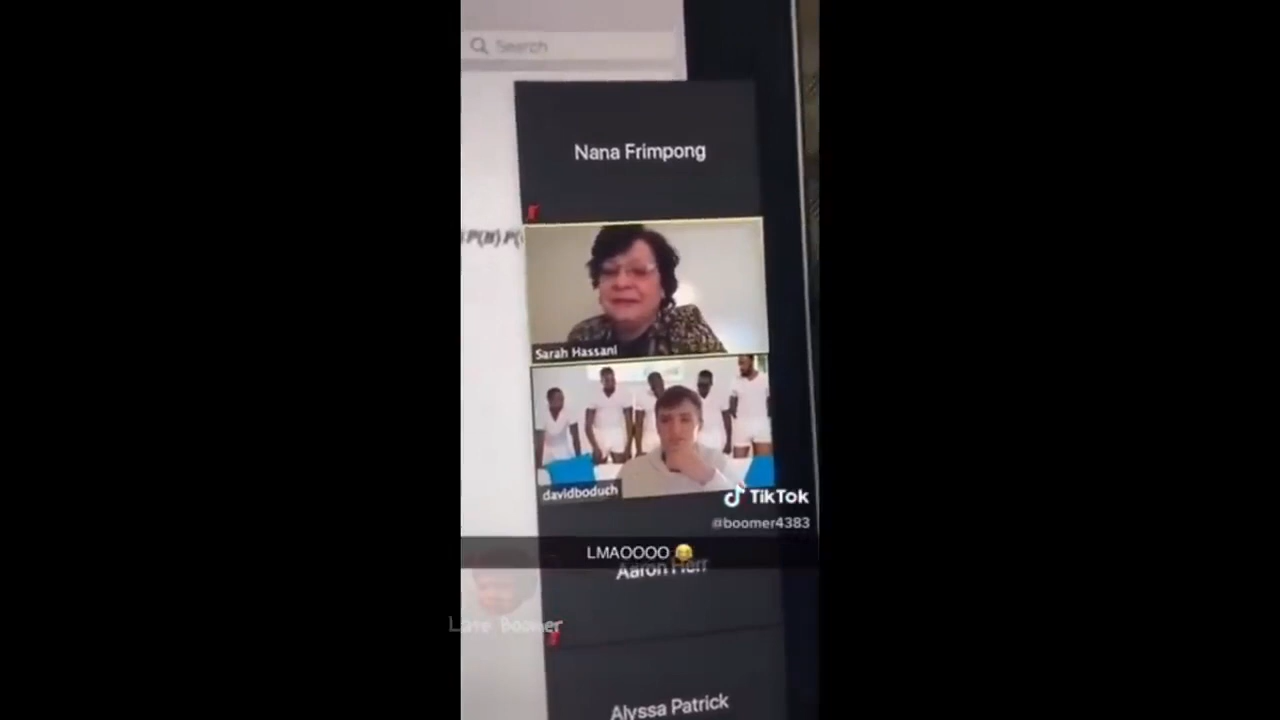 Search
Nana Frimpong
P(B) P(
Sarah Hassani
davidboduch
TikTok
@boomer4383
LMAOOOO 😂
Aaron Herr
Late Boomer
Alyssa Patrick